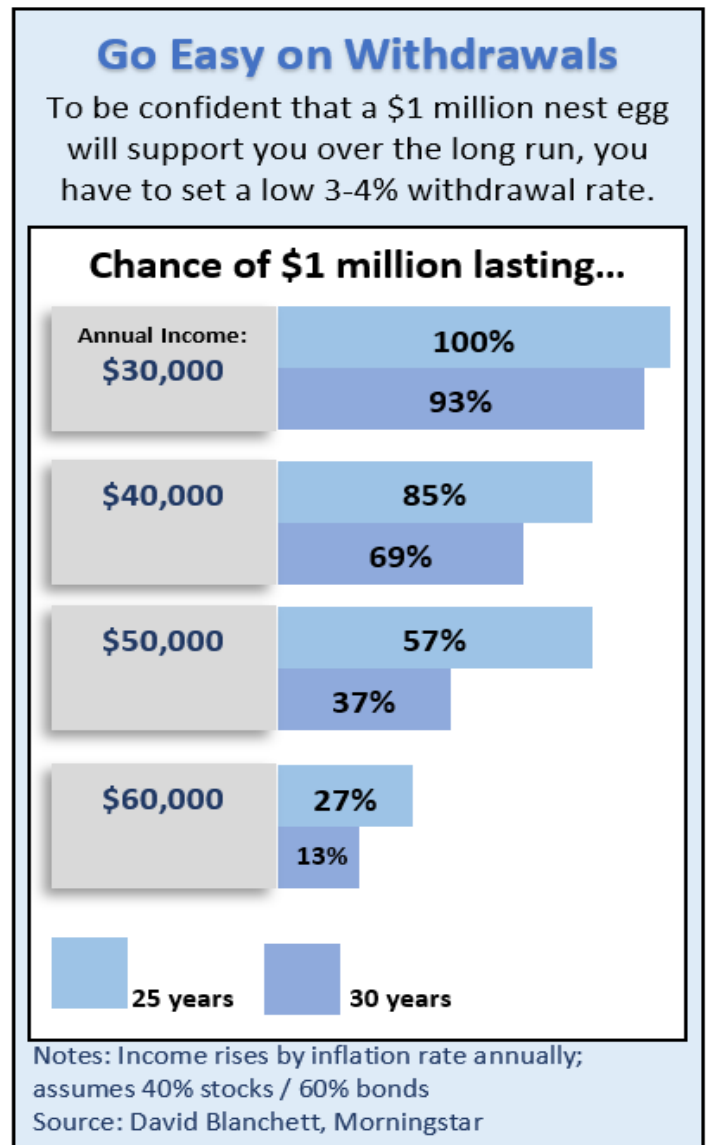 Go Easy on Withdrawals
To be confident that a $1 million nest egg
will support you over the long run, you
have to set a low 3-4% withdrawal rate.
Chance of $1 million lasting...
Annual Income:
$30,000
100%
93%
$40,000
85%
69%
$50,000
57%
37%
$60,000
27%
13%
25 years
30 years
Notes: Income rises by inflation rate annually;
assumes 40% stocks / 60% bonds
Source: David Blanchett, Morningstar